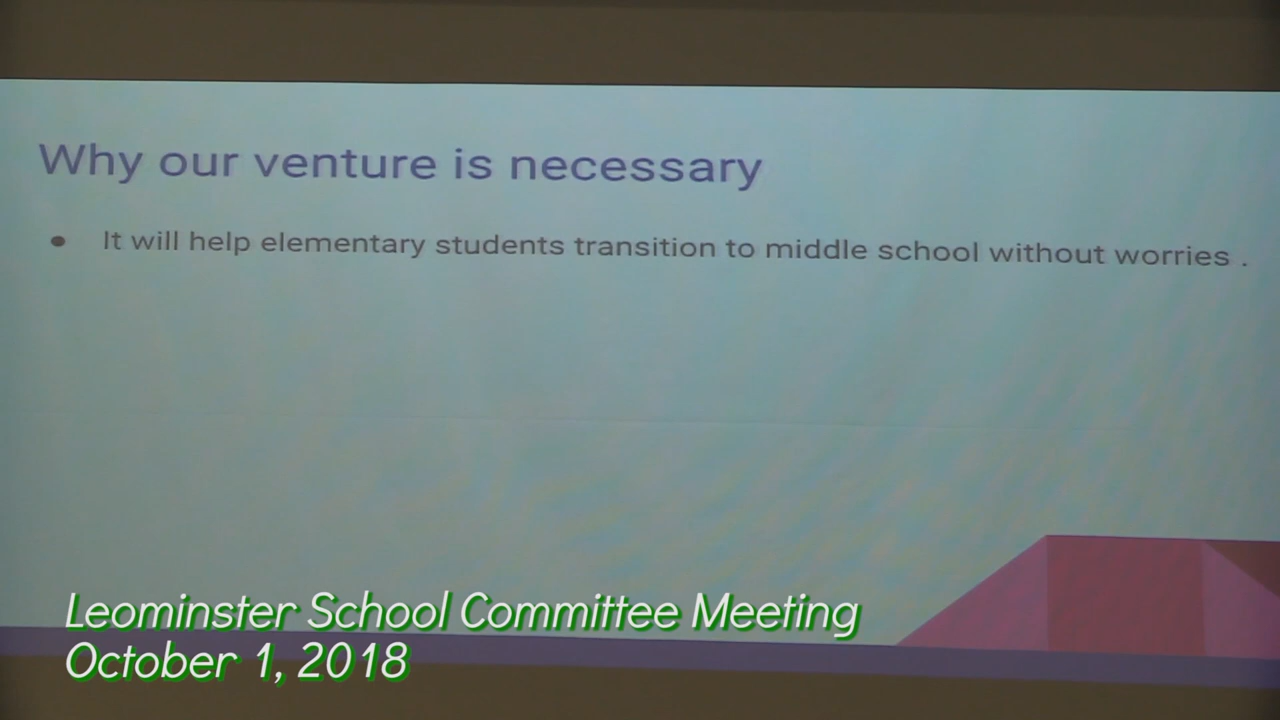 Why our venture is necessary
● It will help elementary students transition to middle school without worries .
Leominster School Committee Meeting
October 1, 2018